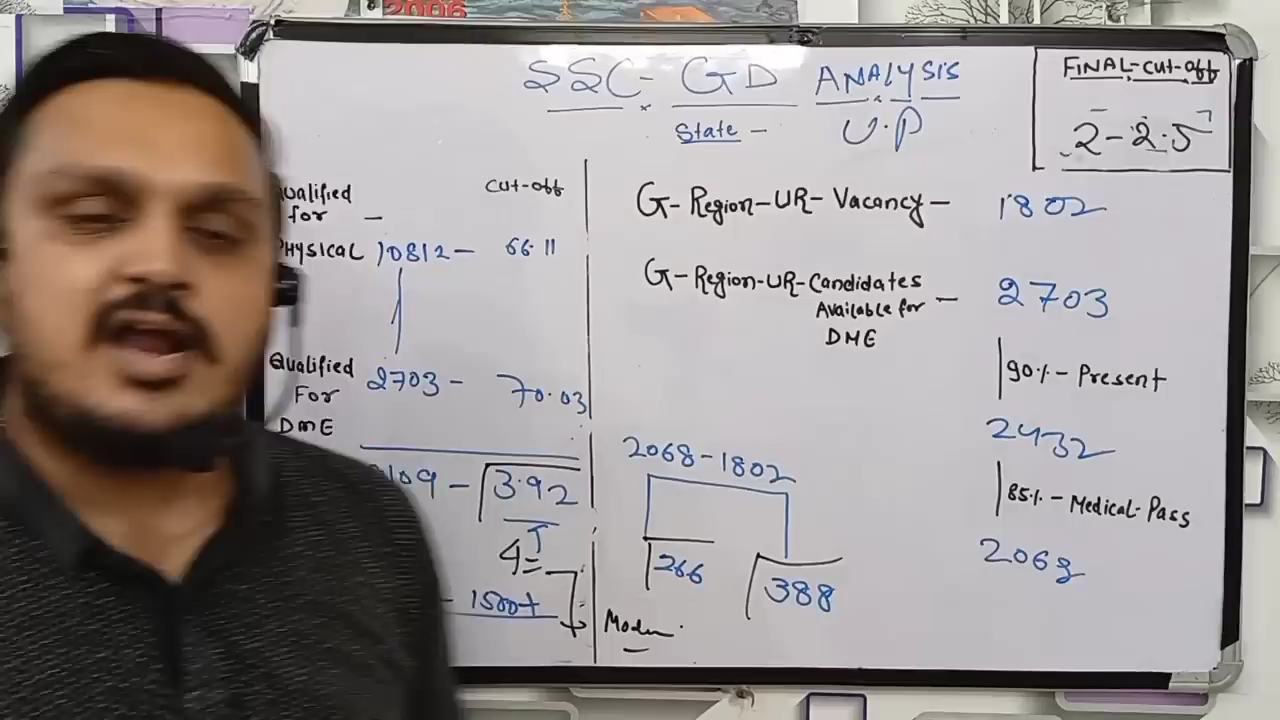 2006
SSC- GD ANALYSIS
State - U.P
FINAL-cut-off
2-2.5
Qualified for - cut-off
PHYSICAL 10812 - 66.11
Qualified For DME 2703 - 70.03
109 - 3.92
4=
- 1500+
G-Region-UR-Vacancy - 1802
G-Region-UR-Candidates Available for DME - 2703
90%- Present
2432
85%- Medical-Pass
2068
2068-1802
266
388